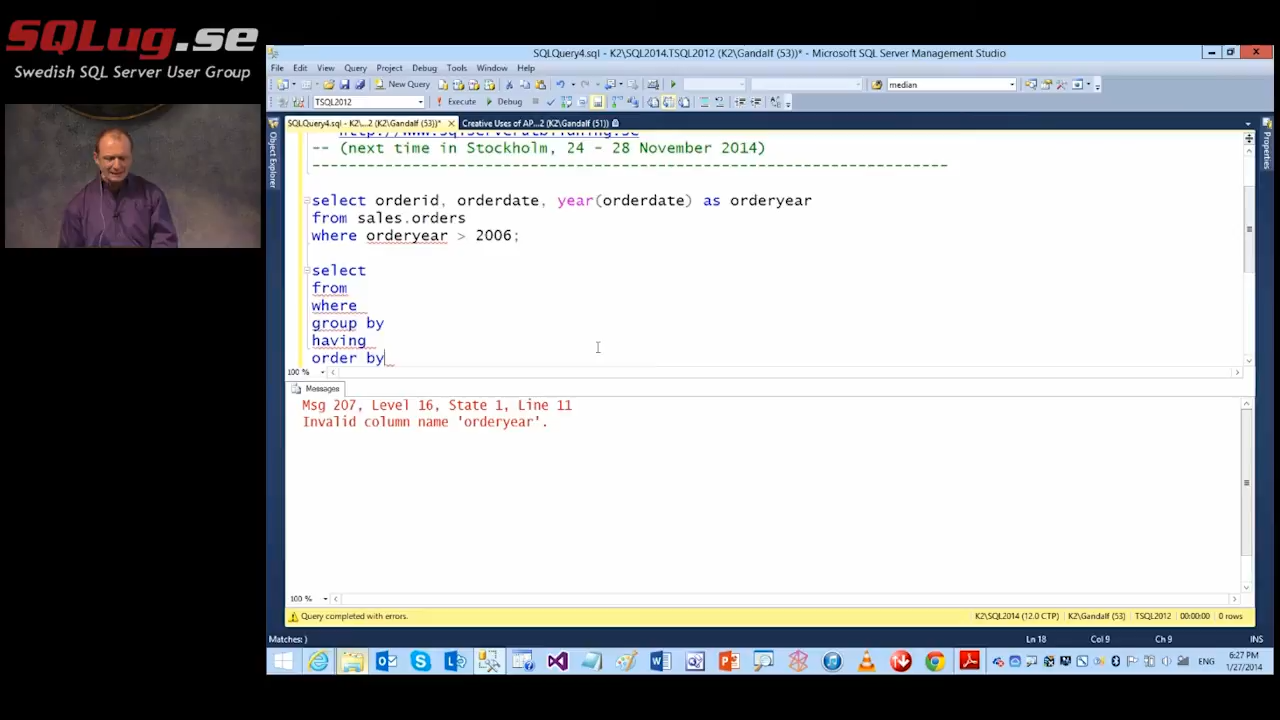 SQLug.se
Swedish SQL Server User Group
SQLQuery4.sql - K2\SQL2014.TSQL2012 (K2\Gandalf (53))* - Microsoft SQL Server Management Studio
File Edit View Query Project Debug Tools Window Help
New Query
median
TSQL2012
Execute
Debug
SQLQuery4.sql - K2\...2 (K2\Gandalf (53))*
Creative Uses of AP...2 (K2\Gandalf (51))
Object Explorer
Properties
-- (next time in Stockholm, 24 - 28 November 2014)
--------------------------------------------------------------------
select orderid, orderdate, year(orderdate) as orderyear
from sales.orders
where orderyear > 2006;
select
from
where
group by
having
order by
100 %
Messages
Msg 207, Level 16, State 1, Line 11
Invalid column name 'orderyear'.
100 %
Query completed with errors.
K2\SQL2014 (12.0 CTP)
K2\Gandalf (53)
TSQL2012
00:00:00
0 rows
Matches: )
Ln 18
Col 9
Ch 9
INS
ENG
6:27 PM
1/27/2014